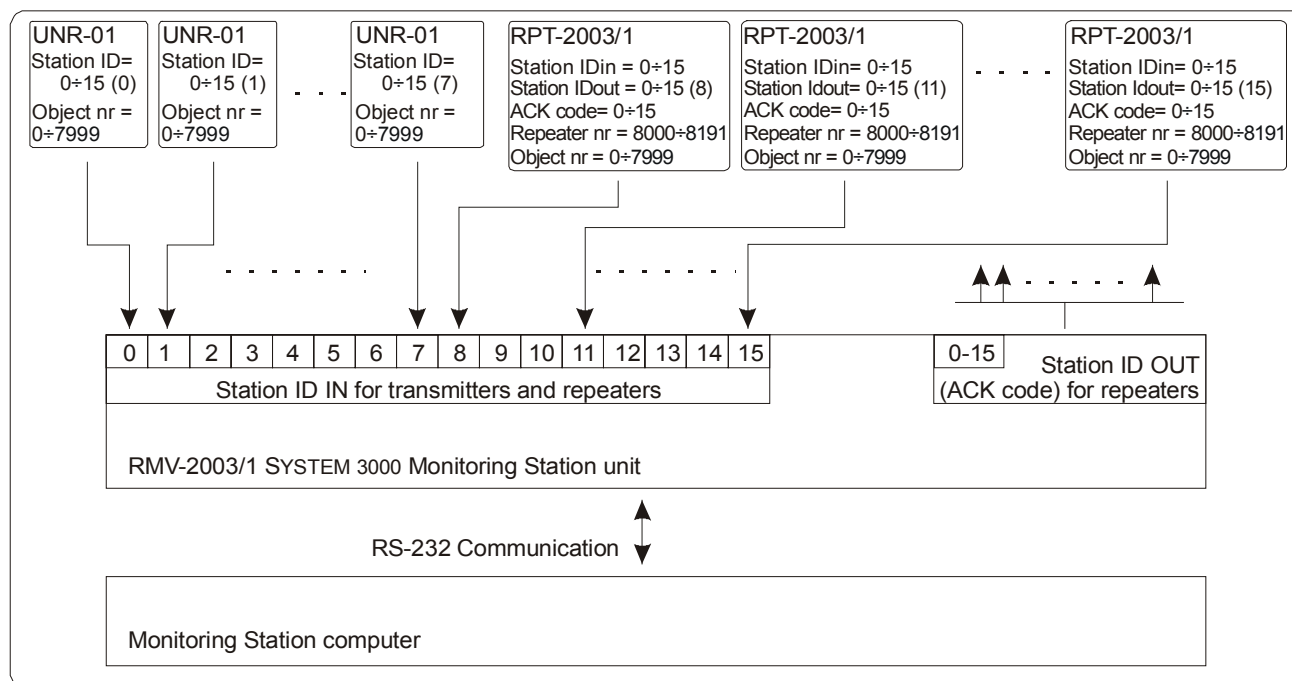 UNR-01
Station ID=
0÷15 (0)
Object nr =
0÷7999
UNR-01
Station ID=
0÷15 (1)
Object nr =
0÷7999
UNR-01
Station ID=
0÷15 (7)
Object nr =
0÷7999
RPT-2003/1
Station IDin = 0÷15
Station IDout = 0÷15 (8)
ACK code= 0÷15
Repeater nr = 8000÷8191
Object nr = 0÷7999
RPT-2003/1
Station IDin= 0÷15
Station Idout= 0÷15 (11)
ACK code= 0÷15
Repeater nr = 8000÷8191
Object nr = 0÷7999
RPT-2003/1
Station IDin= 0÷15
Station Idout= 0÷15 (15)
ACK code= 0÷15
Repeater nr = 8000÷8191
Object nr = 0÷7999
0 1 2 3 4 5 6 7 8 9 10 11 12 13 14 15
Station ID IN for transmitters and repeaters
0-15
Station ID OUT
(ACK code) for repeaters
RMV-2003/1 SYSTEM 3000 Monitoring Station unit
RS-232 Communication
Monitoring Station computer